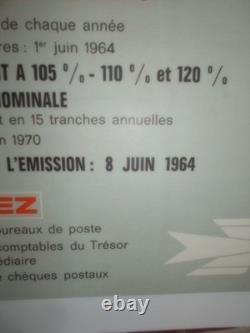 de chaque année
res : 1er juin 1964
T A 105 % - 110 % et 120 %
NOMINALE
t en 15 tranches annuelles
n 1970
L'EMISSION : 8 JUIN 1964
EZ
bureaux de poste
comptables du Trésor
édiaire
chèques postaux